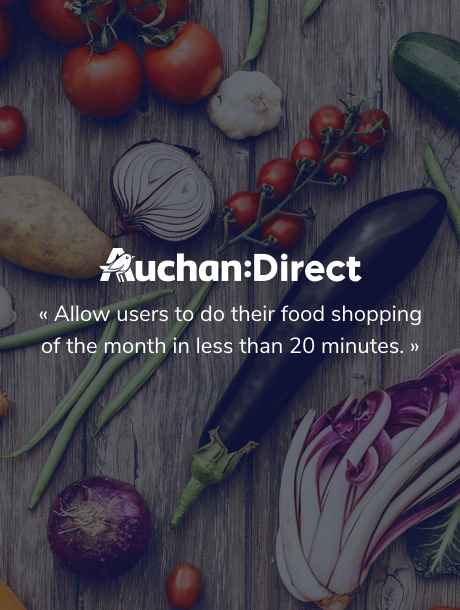 Auchan:Direct
« Allow users to do their food shopping
of the month in less than 20 minutes. »